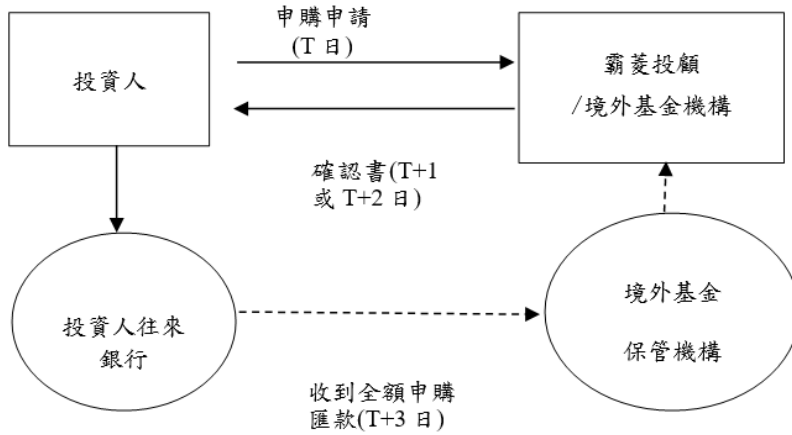 申購申請
(T 日)
投資人
霸菱投顧
/境外基金機構
確認書(T+1
或 T+2 日)
投資人往來
銀行
境外基金
保管機構
收到全額申購
匯款(T+3 日)